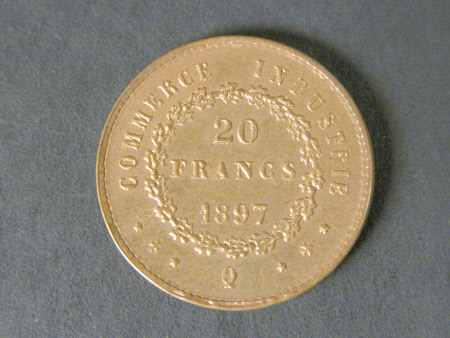 COMMERCE INDUSTRIE
20
FRANCS
1897
Q